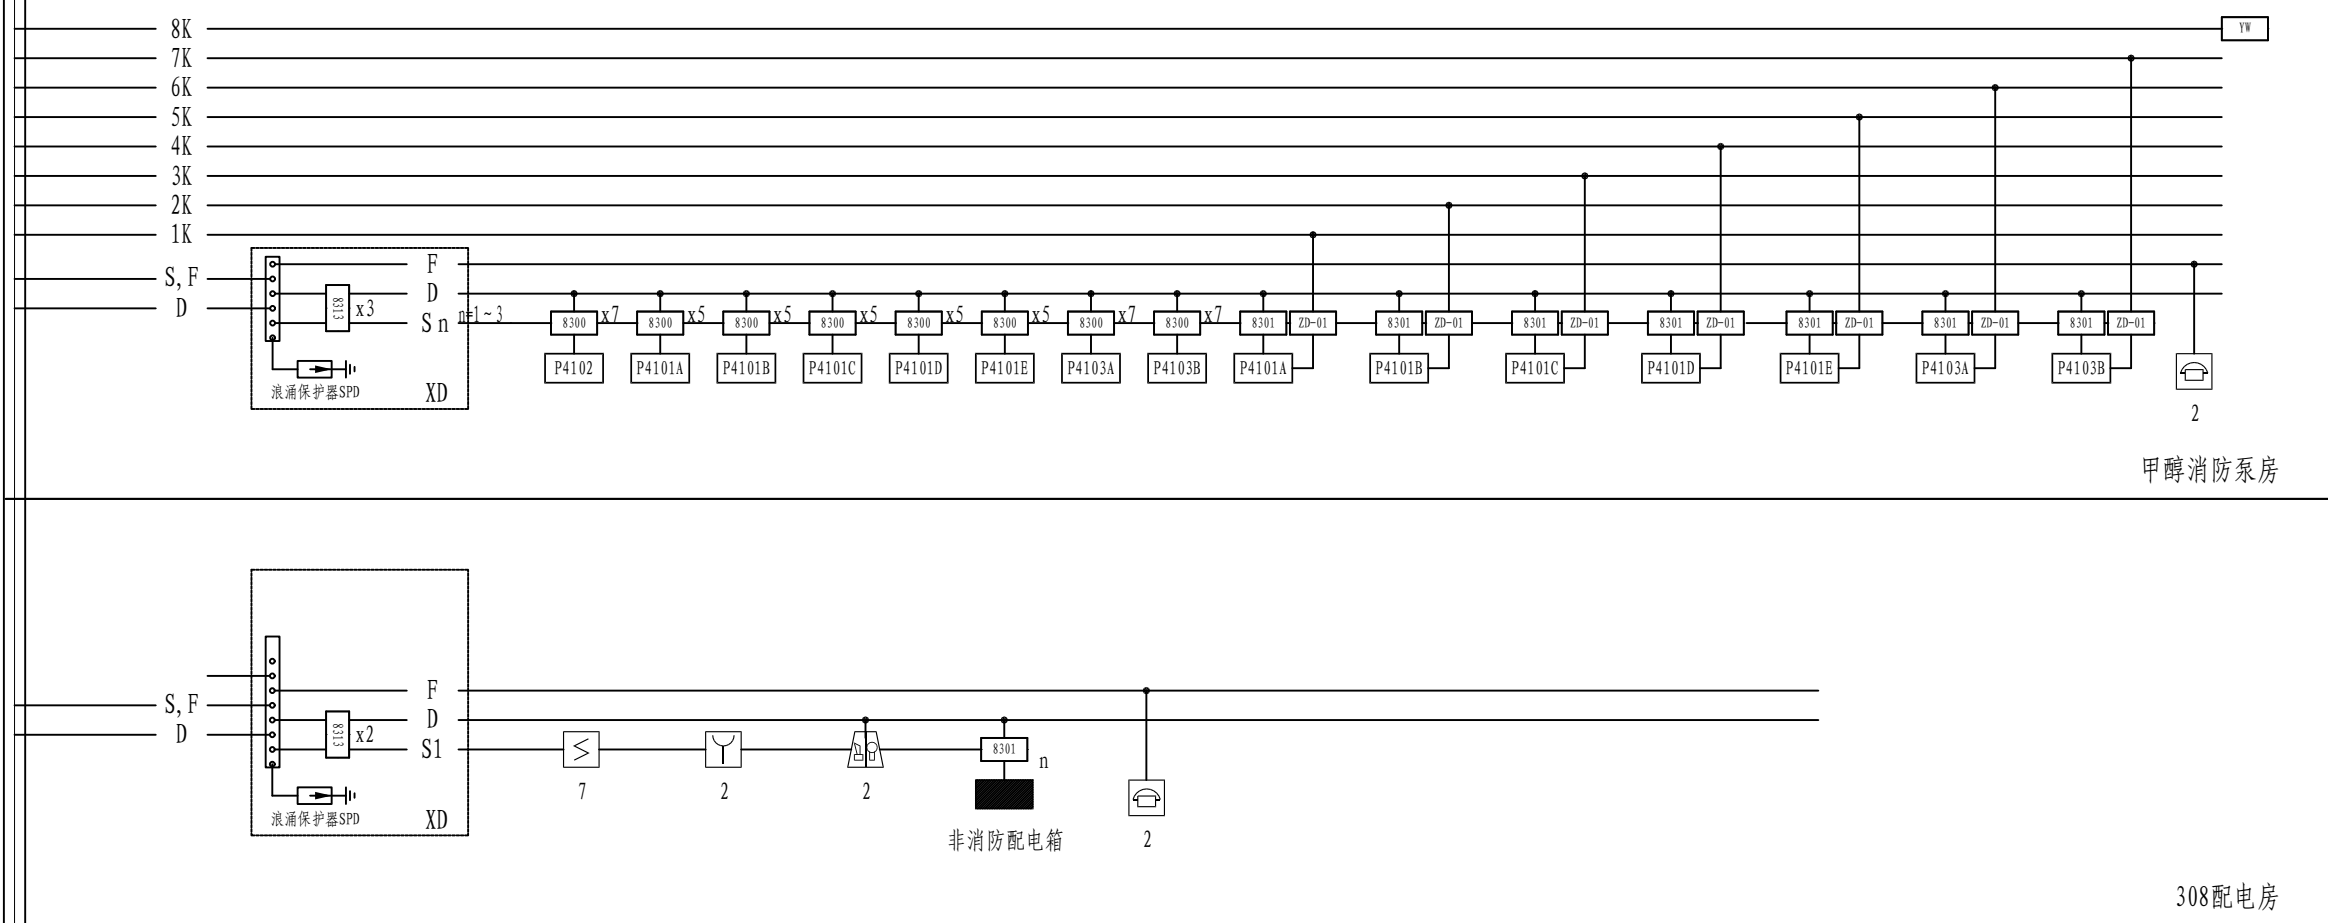 8K
YW
7K
6K
5K
4K
3K
2K
1K
S, F
D
8313
x3
F
D
Sn
n=1~3
浪涌保护器SPD
XD
8300 x7 8300 x5 8300 x5 8300 x5 8300 x5 8300 x5 8300 x7 8300 x7 8301 ZD-01 8301 ZD-01 8301 ZD-01 8301 ZD-01 8301 ZD-01 8301 ZD-01 8301 ZD-01
P4102 P4101A P4101B P4101C P4101D P4101E P4103A P4103B P4101A P4101B P4101C P4101D P4101E P4103A P4103B
2
甲醇消防泵房
S, F
D
8313
x2
F
D
S1
浪涌保护器SPD
XD
8301
n
7 2 2
非消防配电箱
2
308配电房